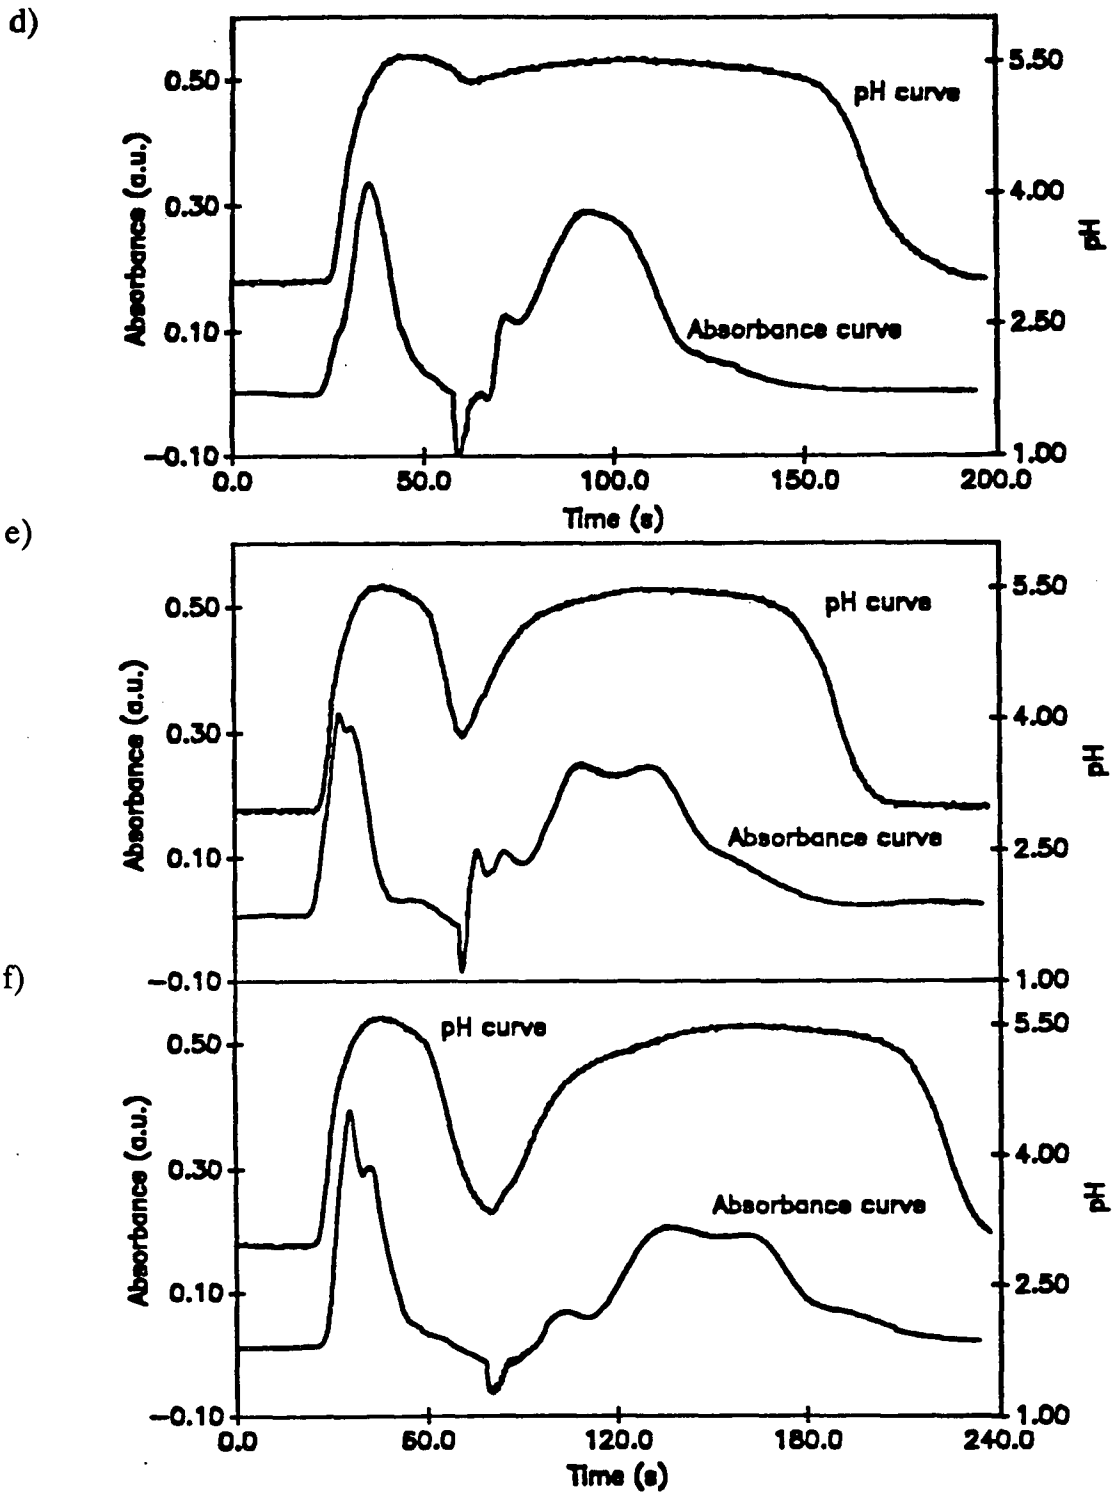 d)
0.50
0.30
0.10
−0.10
Absorbance (a.u.)
5.50
4.00
2.50
1.00
pH
pH curve
Absorbance curve
0.0 50.0 100.0 150.0 200.0
Time (s)
e)
0.50
0.30
0.10
−0.10
Absorbance (a.u.)
5.50
4.00
2.50
1.00
pH
pH curve
Absorbance curve
f)
0.50
0.30
0.10
−0.10
Absorbance (a.u.)
5.50
4.00
2.50
1.00
pH
pH curve
Absorbance curve
0.0 60.0 120.0 180.0 240.0
Time (s)